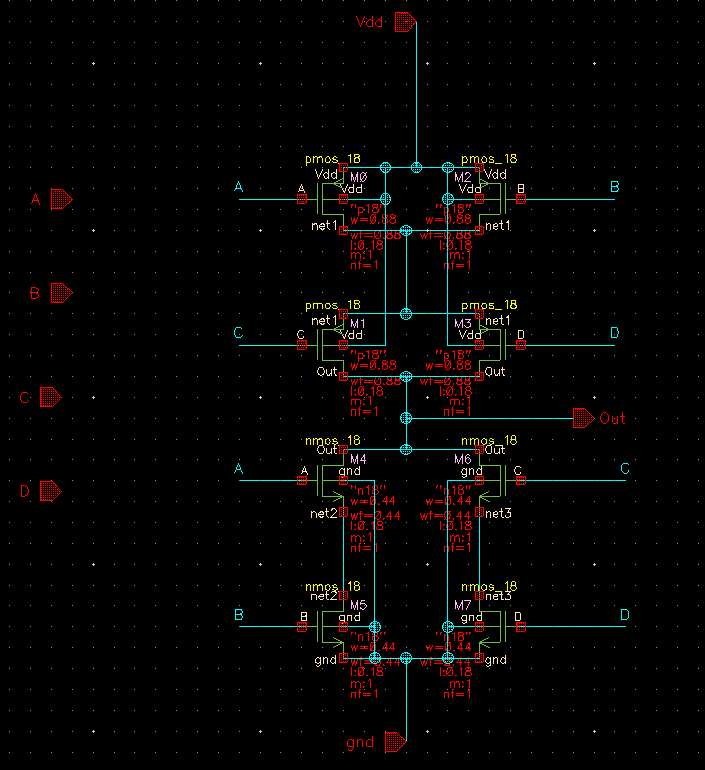 Vdd
pmos_18 pmos_18
Vdd M0 M2 Vdd
A A Vdd Vdd B B
A
"p18" "p18"
w=0.88 w=0.88
net1 net1
wf=0.88 wf=0.88
l:0.18 l:0.18
m:1 m:1
nf=1 nf=1
B
pmos_18 pmos_18
net1 M1 M3 net1
C C Vdd Vdd D D
"p18" "p18"
w=0.88 w=0.88
Out Out
wf=0.88 wf=0.88
l:0.18 l:0.18
C
m:1 m:1
nf=1 nf=1
Out
nmos_18 nmos_18
Out M4 M6 Out
A A gnd gnd C C
D
"n18" "n18"
w=0.44 w=0.44
net2 wf=0.44 wf=0.44 net3
l:0.18 l:0.18
m:1 m:1
nf=1 nf=1
nmos_18 nmos_18
net2 net3
M5 M7
B B gnd gnd D D
"n18" "n18"
w=0.44 w=0.44
gnd wf=0.44 wf=0.44 gnd
l:0.18 l:0.18
m:1 m:1
nf=1 nf=1
gnd